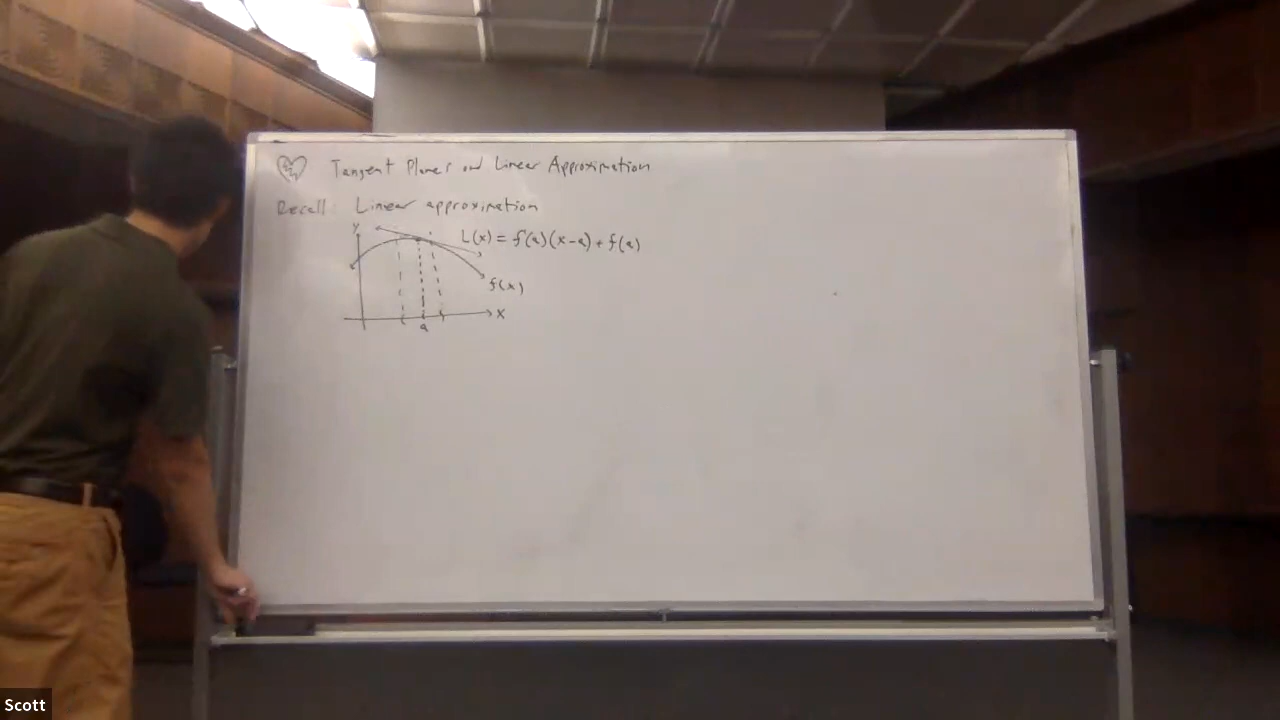 Tangent Planes and Linear Approximation
Recall: Linear approximation
y
L(x) = f'(a)(x-a) + f(a)
f(x)
x
a
Scott